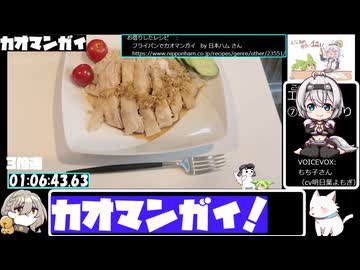 カオマンガイ
お借りしたレシピ :
フライパンでカオマンガイ by 日本ハム さん
https://www.nipponham.co.jp/recipes/genre/other/23551/
⑦
り
3倍速
01:06:43.63
VOICEVOX:
もち子さん
(cv明日葉よもぎ)
カオマンガイ!